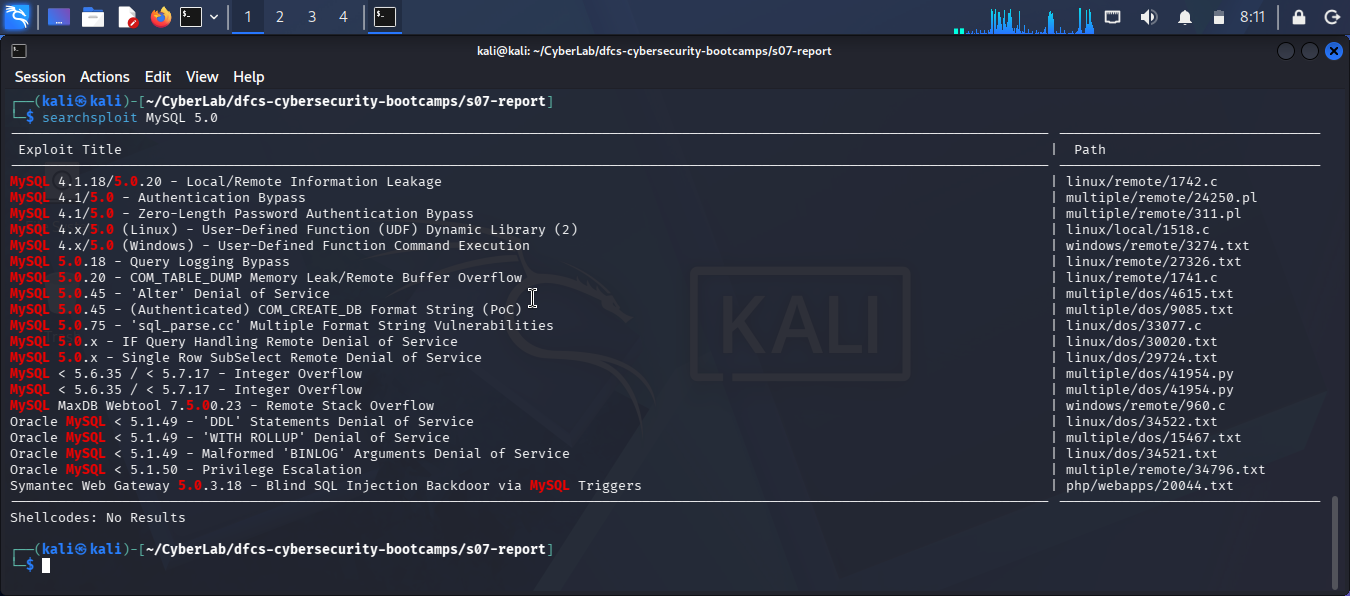 1 2 3 4 8:11
kali@kali: ~/CyberLab/dfcs-cybersecurity-bootcamps/s07-report
Session Actions Edit View Help
┌──(kali㉿kali)-[~/CyberLab/dfcs-cybersecurity-bootcamps/s07-report]
└─$ searchsploit MySQL 5.0
Exploit Title | Path
MySQL 4.1.18/5.0.20 - Local/Remote Information Leakage | linux/remote/1742.c
MySQL 4.1/5.0 - Authentication Bypass | multiple/remote/24250.pl
MySQL 4.1/5.0 - Zero-Length Password Authentication Bypass | multiple/remote/311.pl
MySQL 4.x/5.0 (Linux) - User-Defined Function (UDF) Dynamic Library (2) | linux/local/1518.c
MySQL 4.x/5.0 (Windows) - User-Defined Function Command Execution | windows/remote/3274.txt
MySQL 5.0.18 - Query Logging Bypass | linux/remote/27326.txt
MySQL 5.0.20 - COM_TABLE_DUMP Memory Leak/Remote Buffer Overflow | linux/remote/1741.c
MySQL 5.0.45 - 'Alter' Denial of Service | multiple/dos/4615.txt
MySQL 5.0.45 - (Authenticated) COM_CREATE_DB Format String (PoC) | multiple/dos/9085.txt
MySQL 5.0.75 - 'sql_parse.cc' Multiple Format String Vulnerabilities | linux/dos/33077.c
MySQL 5.0.x - IF Query Handling Remote Denial of Service | linux/dos/30020.txt
MySQL 5.0.x - Single Row SubSelect Remote Denial of Service | linux/dos/29724.txt
MySQL < 5.6.35 / < 5.7.17 - Integer Overflow | multiple/dos/41954.py
MySQL < 5.6.35 / < 5.7.17 - Integer Overflow | multiple/dos/41954.py
MySQL MaxDB Webtool 7.5.00.23 - Remote Stack Overflow | windows/remote/960.c
Oracle MySQL < 5.1.49 - 'DDL' Statements Denial of Service | linux/dos/34522.txt
Oracle MySQL < 5.1.49 - 'WITH ROLLUP' Denial of Service | multiple/dos/15467.txt
Oracle MySQL < 5.1.49 - Malformed 'BINLOG' Arguments Denial of Service | linux/dos/34521.txt
Oracle MySQL < 5.1.50 - Privilege Escalation | multiple/remote/34796.txt
Symantec Web Gateway 5.0.3.18 - Blind SQL Injection Backdoor via MySQL Triggers | php/webapps/20044.txt
Shellcodes: No Results
┌──(kali㉿kali)-[~/CyberLab/dfcs-cybersecurity-bootcamps/s07-report]
└─$
KALI